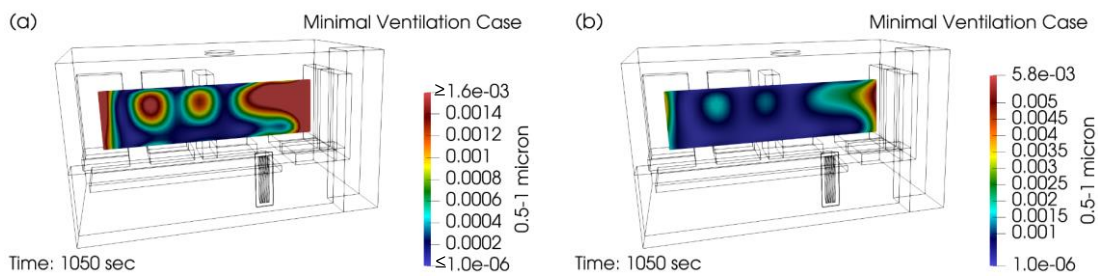 (a)
Minimal Ventilation Case
≥1.6e-03
0.0014
0.0012
0.001
0.0008
0.0006
0.0004
0.0002
≤1.0e-06
0.5-1 micron
Time: 1050 sec
(b)
Minimal Ventilation Case
5.8e-03
0.005
0.0045
0.004
0.0035
0.003
0.0025
0.002
0.0015
0.001
1.0e-06
0.5-1 micron
Time: 1050 sec